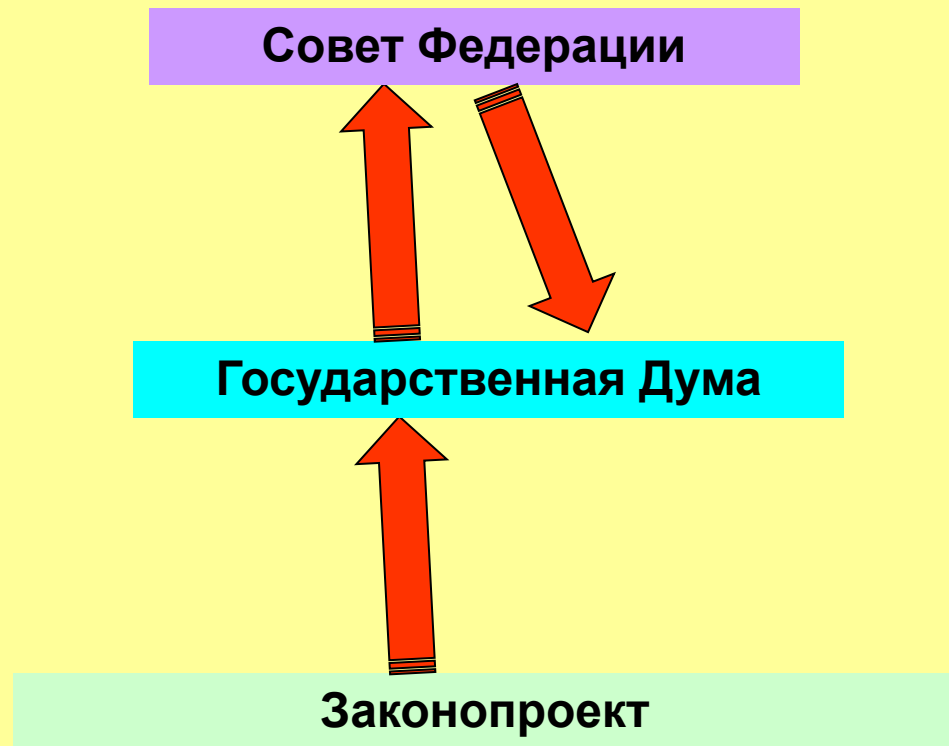 Совет Федерации
Государственная Дума
Законопроект